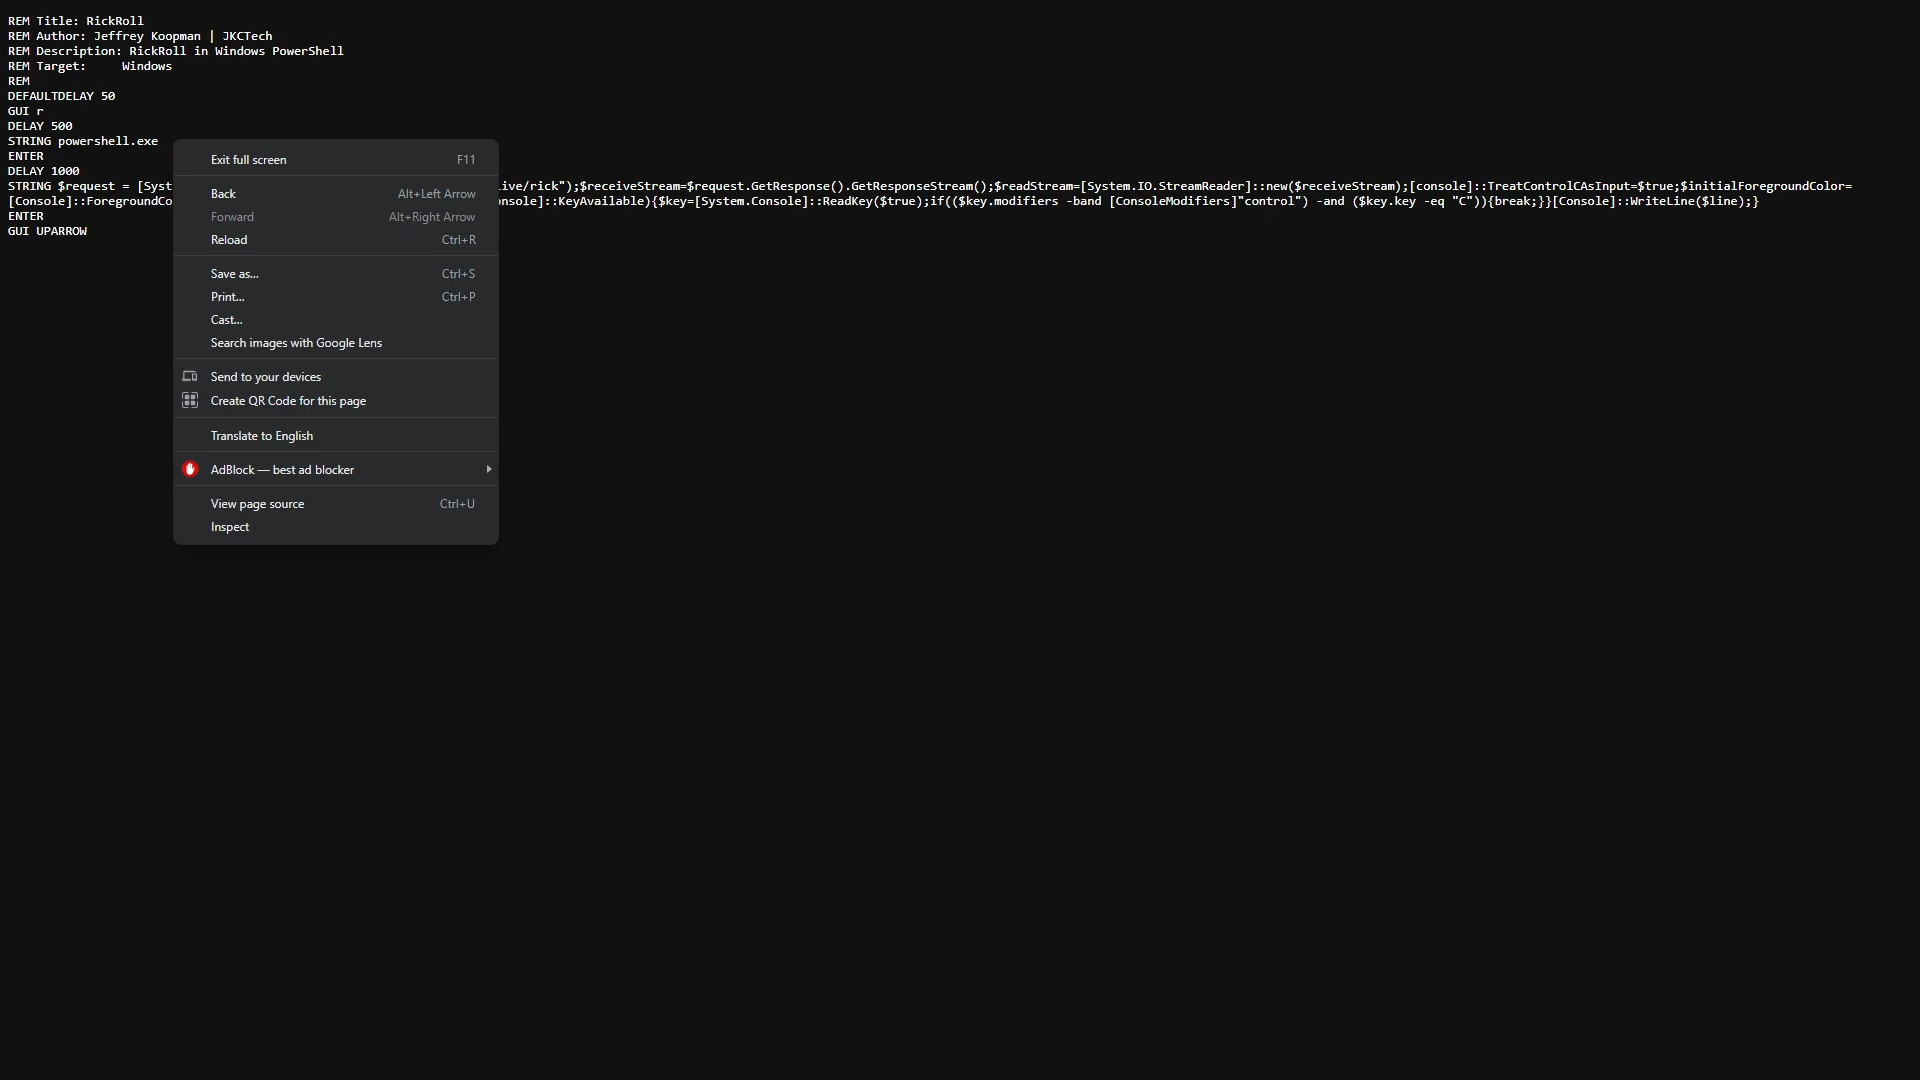 REM Title: RickRoll
REM Author: Jeffrey Koopman | JKCTech
REM Description: RickRoll in Windows PowerShell
REM Target:     Windows
REM
DEFAULTDELAY 50
GUI r
DELAY 500
STRING powershell.exe
ENTER
DELAY 1000
STRING $request = [Syst ive/rick");$receiveStream=$request.GetResponse().GetResponseStream();$readStream=[System.IO.StreamReader]::new($receiveStream);[console]::TreatControlCAsInput=$true;$initialForegroundColor=
[Console]::ForegroundCo nsole]::KeyAvailable){$key=[System.Console]::ReadKey($true);if(($key.modifiers -band [ConsoleModifiers]"control") -and ($key.key -eq "C")){break;}}[Console]::WriteLine($line);}
ENTER
GUI UPARROW
Exit full screen F11
Back Alt+Left Arrow
Forward Alt+Right Arrow
Reload Ctrl+R
Save as... Ctrl+S
Print... Ctrl+P
Cast...
Search images with Google Lens
Send to your devices
Create QR Code for this page
Translate to English
AdBlock — best ad blocker
View page source Ctrl+U
Inspect